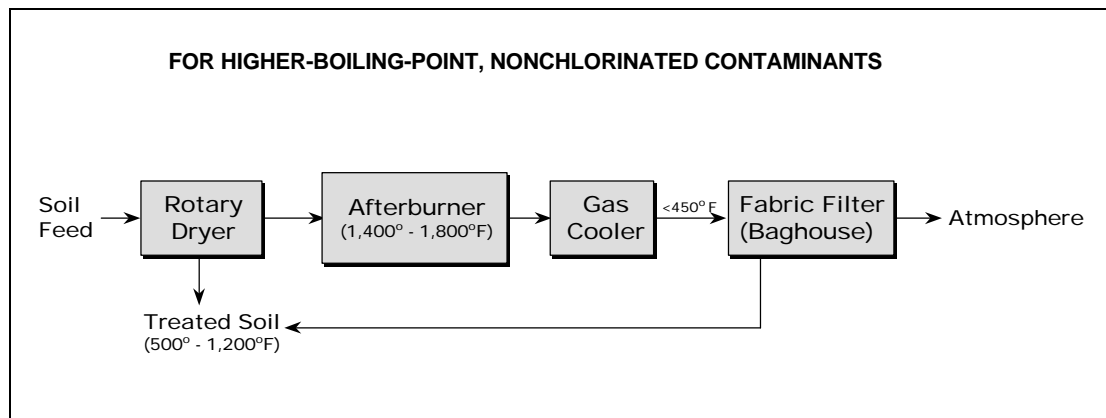 FOR HIGHER-BOILING-POINT, NONCHLORINATED CONTAMINANTS
Soil
Feed
Rotary
Dryer
Afterburner
(1,400° - 1,800°F)
Gas
Cooler
<450° F
Fabric Filter
(Baghouse)
Atmosphere
Treated Soil
(500° - 1,200°F)